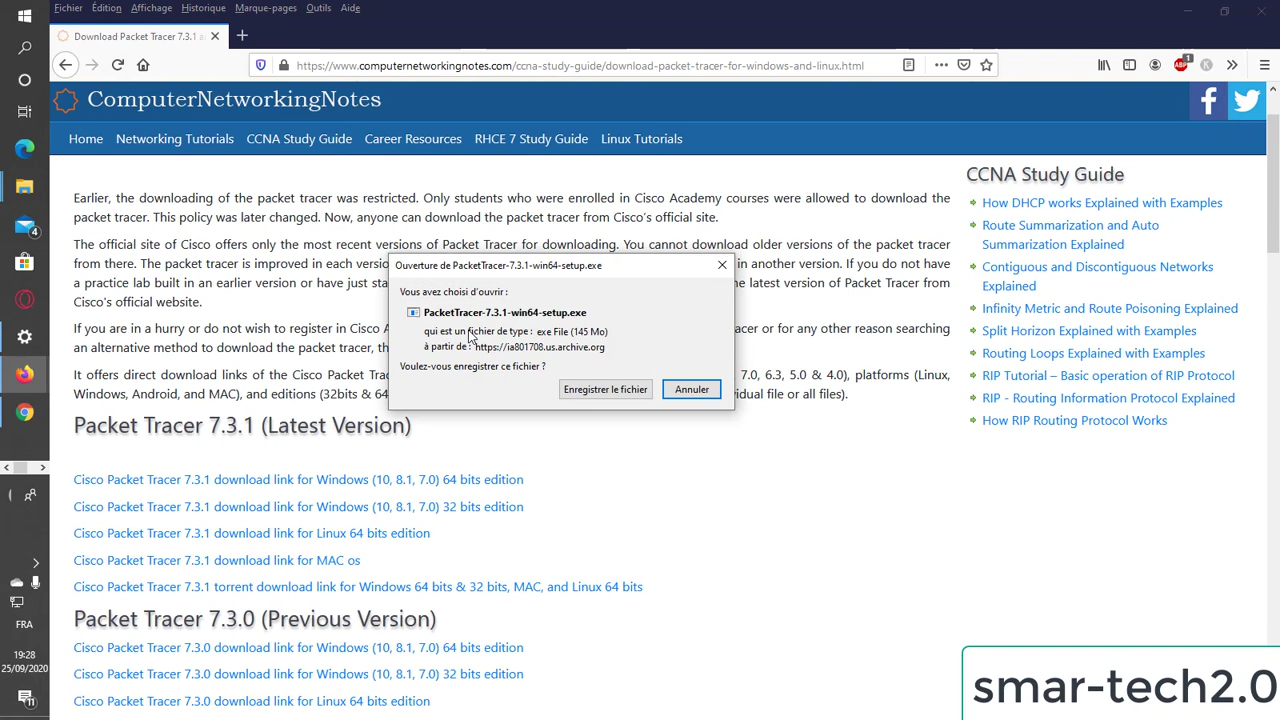 Fichier Édition Affichage Historique Marque-pages Outils Aide
Download Packet Tracer 7.3.1 a
https://www.computernetworkingnotes.com/ccna-study-guide/download-packet-tracer-for-windows-and-linux.html
ABP 1
ComputerNetworkingNotes
Home Networking Tutorials CCNA Study Guide Career Resources RHCE 7 Study Guide Linux Tutorials
Earlier, the downloading of the packet tracer was restricted. Only students who were enrolled in Cisco Academy courses were allowed to download the
packet tracer. This policy was later changed. Now, anyone can download the packet tracer from Cisco's official site.
The official site of Cisco offers only the most recent versions of Packet Tracer for downloading. You cannot download older versions of the packet tracer
from there. The packet tracer is improved in each vers in another version. If you do not have
a practice lab built in an earlier version or have just sta the latest version of Packet Tracer from
Cisco's official website.
If you are in a hurry or do not wish to register in Cisco A racer or for any other reason searching
an alternative method to download the packet tracer, th
It offers direct download links of the Cisco Packet Trace 7.0, 6.3, 5.0 & 4.0), platforms (Linux,
Windows, Android, and MAC), and editions (32bits & 64 vidual file or all files).
Ouverture de PacketTracer-7.3.1-win64-setup.exe
Vous avez choisi d'ouvrir :
PacketTracer-7.3.1-win64-setup.exe
qui est un fichier de type : exe File (145 Mo)
à partir de : https://ia801708.us.archive.org
Voulez-vous enregistrer ce fichier ?
Enregistrer le fichier Annuler
Packet Tracer 7.3.1 (Latest Version)
Cisco Packet Tracer 7.3.1 download link for Windows (10, 8.1, 7.0) 64 bits edition
Cisco Packet Tracer 7.3.1 download link for Windows (10, 8.1, 7.0) 32 bits edition
Cisco Packet Tracer 7.3.1 download link for Linux 64 bits edition
Cisco Packet Tracer 7.3.1 download link for MAC os
Cisco Packet Tracer 7.3.1 torrent download link for Windows 64 bits & 32 bits, MAC, and Linux 64 bits
Packet Tracer 7.3.0 (Previous Version)
Cisco Packet Tracer 7.3.0 download link for Windows (10, 8.1, 7.0) 64 bits edition
Cisco Packet Tracer 7.3.0 download link for Windows (10, 8.1, 7.0) 32 bits edition
Cisco Packet Tracer 7.3.0 download link for Linux 64 bits edition
CCNA Study Guide
How DHCP works Explained with Examples
Route Summarization and Auto
Summarization Explained
Contiguous and Discontiguous Networks
Explained
Infinity Metric and Route Poisoning Explained
Split Horizon Explained with Examples
Routing Loops Explained with Examples
RIP Tutorial – Basic operation of RIP Protocol
RIP - Routing Information Protocol Explained
How RIP Routing Protocol Works
4
FRA
19:28
25/09/2020
11
smar-tech2.0